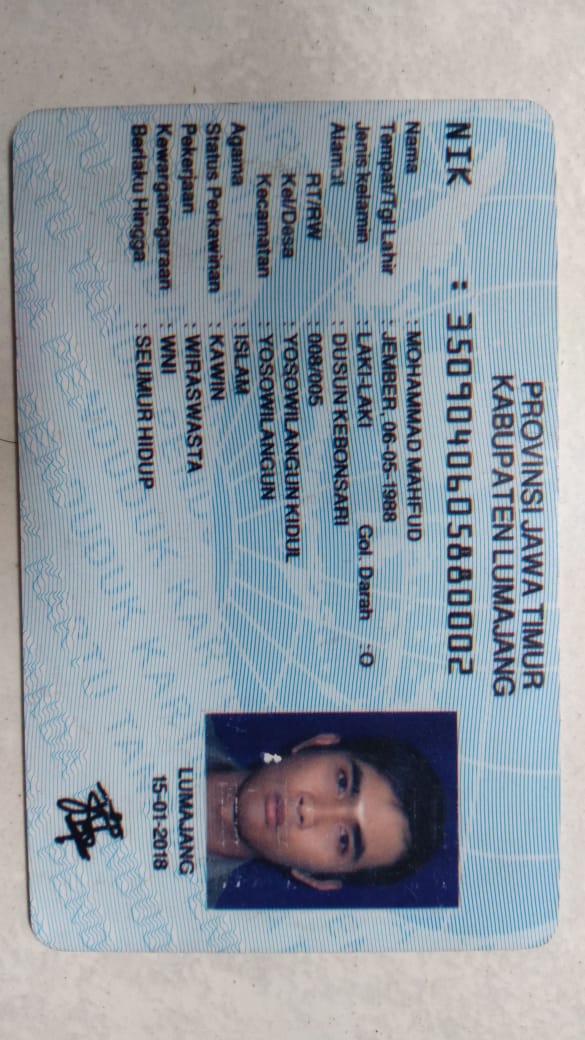 PROVINSI JAWA TIMUR
KABUPATEN LUMAJANG
NIK : 3509040605880002
Nama : MOHAMMAD MAHFUD
Tempat/Tgl Lahir : JEMBER, 06-05-1988
Jenis kelamin : LAKI-LAKI Gol. Darah : O
Alamat : DUSUN KEBONSARI
RT/RW : 008/005
Kel/Desa : YOSOWILANGUN KIDUL
Kecamatan : YOSOWILANGUN
Agama : ISLAM
Status Perkawinan : KAWIN
Pekerjaan : WIRASWASTA
Kewarganegaraan : WNI
Berlaku Hingga : SEUMUR HIDUP
LUMAJANG
15-01-2018